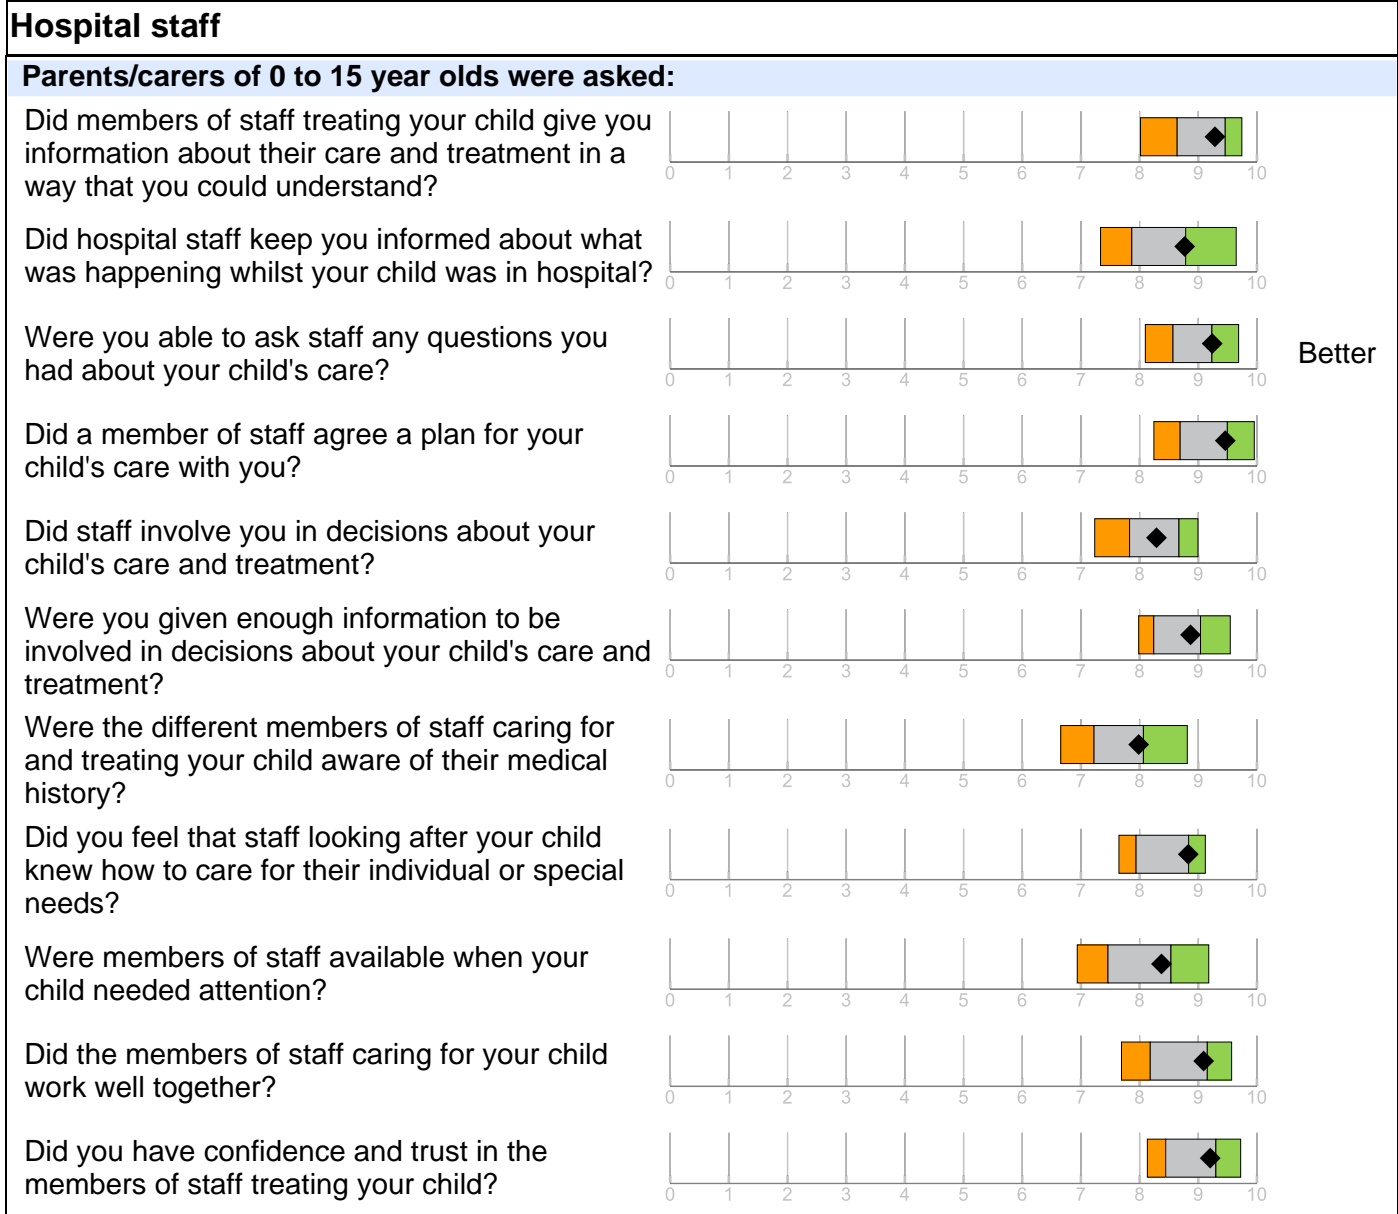 Hospital staff
Parents/carers of 0 to 15 year olds were asked:
Did members of staff treating your child give you
information about their care and treatment in a
way that you could understand?
0 1 2 3 4 5 6 7 8 9 10
Did hospital staff keep you informed about what
was happening whilst your child was in hospital?
0 1 2 3 4 5 6 7 8 9 10
Were you able to ask staff any questions you
had about your child's care?
0 1 2 3 4 5 6 7 8 9 10
Better
Did a member of staff agree a plan for your
child's care with you?
0 1 2 3 4 5 6 7 8 9 10
Did staff involve you in decisions about your
child's care and treatment?
0 1 2 3 4 5 6 7 8 9 10
Were you given enough information to be
involved in decisions about your child's care and
treatment?
0 1 2 3 4 5 6 7 8 9 10
Were the different members of staff caring for
and treating your child aware of their medical
history?
0 1 2 3 4 5 6 7 8 9 10
Did you feel that staff looking after your child
knew how to care for their individual or special
needs?
0 1 2 3 4 5 6 7 8 9 10
Were members of staff available when your
child needed attention?
0 1 2 3 4 5 6 7 8 9 10
Did the members of staff caring for your child
work well together?
0 1 2 3 4 5 6 7 8 9 10
Did you have confidence and trust in the
members of staff treating your child?
0 1 2 3 4 5 6 7 8 9 10